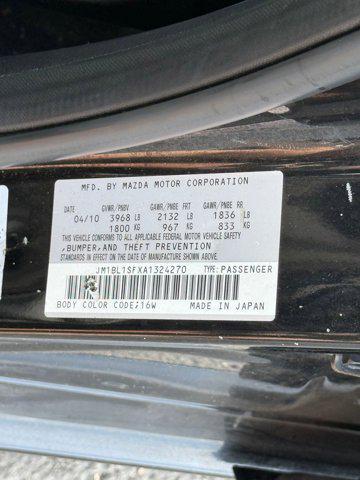 MFD. BY MAZDA MOTOR CORPORATION
GVWR/PNBV GAWR/PNBE FRT GAWR/PNBE RR
04/10 3968 LB 2132 LB 1836 LB
1800 KG 967 KG 833 KG
THIS VEHICLE CONFORMS TO ALL
APPLICABLE FEDERAL MOTOR VEHICLE SAFETY
,BUMPER,AND THEFT PREVENTION
STANDARDS IN EFFECT ON THE DATE OF MANUFACTURE SHOWN ABOVE.
JM1BL1SFXA1324270 TYPE:PASSENGER
BODY COLOR CODE;16W MADE IN JAPAN